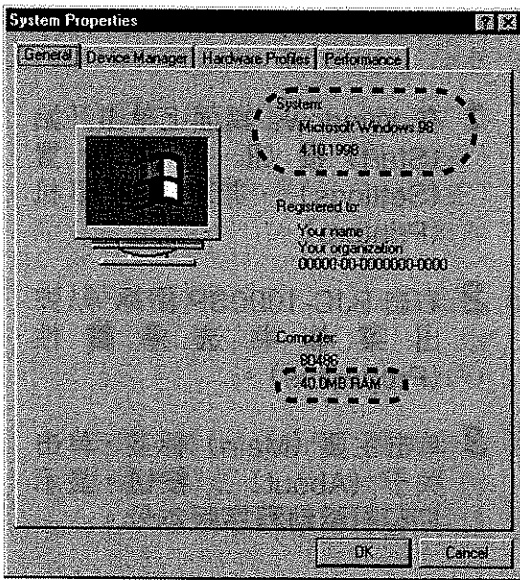 System Properties
General
Device Manager
Hardware Profiles
Performance
System:
Microsoft Windows 98
4.10.1998
Registered to:
Your name
Your organization
00000-00-0000000-0000
Computer:
80486
40.0MB RAM
OK
Cancel